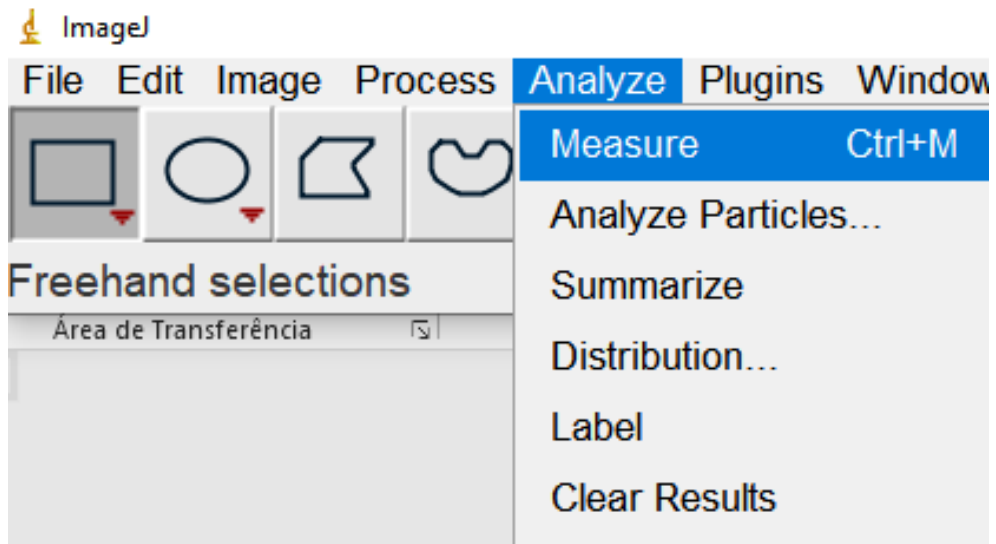 ImageJ
File Edit Image Process Analyze Plugins Window
Measure Ctrl+M
Analyze Particles...
Freehand selections
Summarize
Área de Transferência
Distribution...
Label
Clear Results